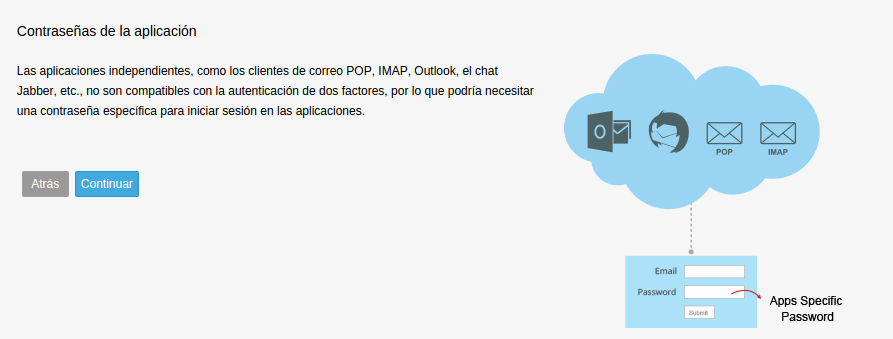 Contraseñas de la aplicación
Las aplicaciones independientes, como los clientes de correo POP, IMAP, Outlook, el chat
Jabber, etc., no son compatibles con la autenticación de dos factores, por lo que podría necesitar
una contraseña específica para iniciar sesión en las aplicaciones.
Atrás Continuar
POP IMAP
Email
Password
Submit
Apps Specific
Password